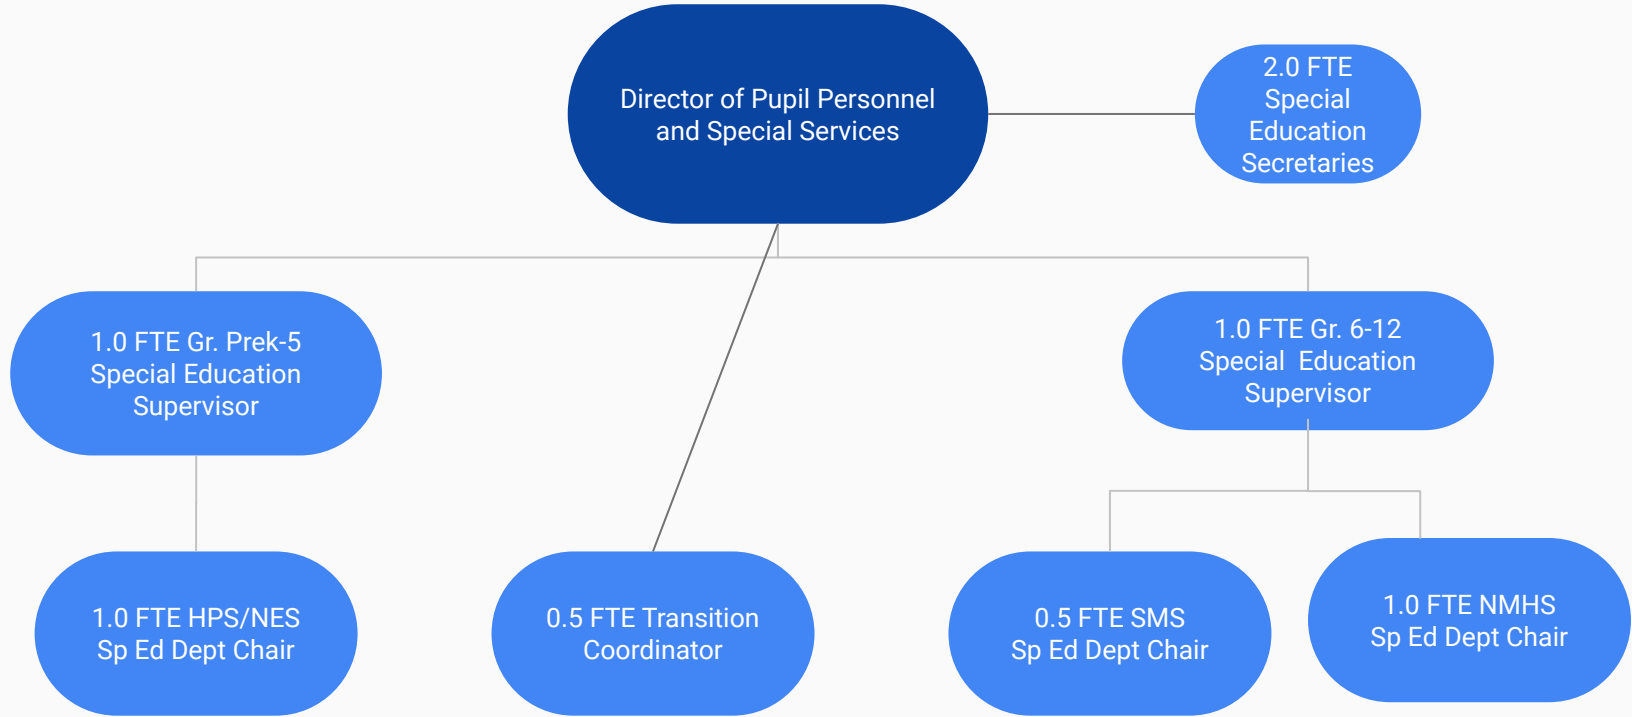 Director of Pupil Personnel
and Special Services
2.0 FTE
Special
Education
Secretaries
1.0 FTE Gr. Prek-5
Special Education
Supervisor
1.0 FTE Gr. 6-12
Special  Education
Supervisor
1.0 FTE HPS/NES
Sp Ed Dept Chair
0.5 FTE Transition
Coordinator
0.5 FTE SMS
Sp Ed Dept Chair
1.0 FTE NMHS
Sp Ed Dept Chair